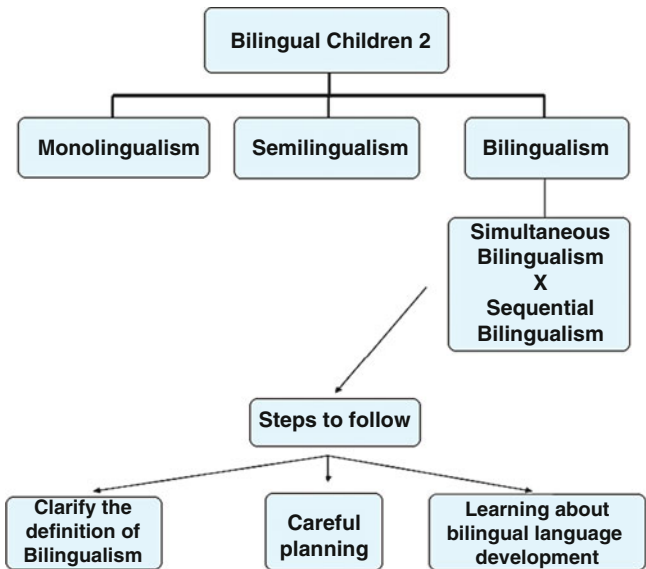 Bilingual Children 2
Monolingualism
Semilingualism
Bilingualism
Simultaneous
Bilingualism
X
Sequential
Bilingualism
Steps to follow
Clarify the
definition of
Bilingualism
Careful
planning
Learning about
bilingual language
development